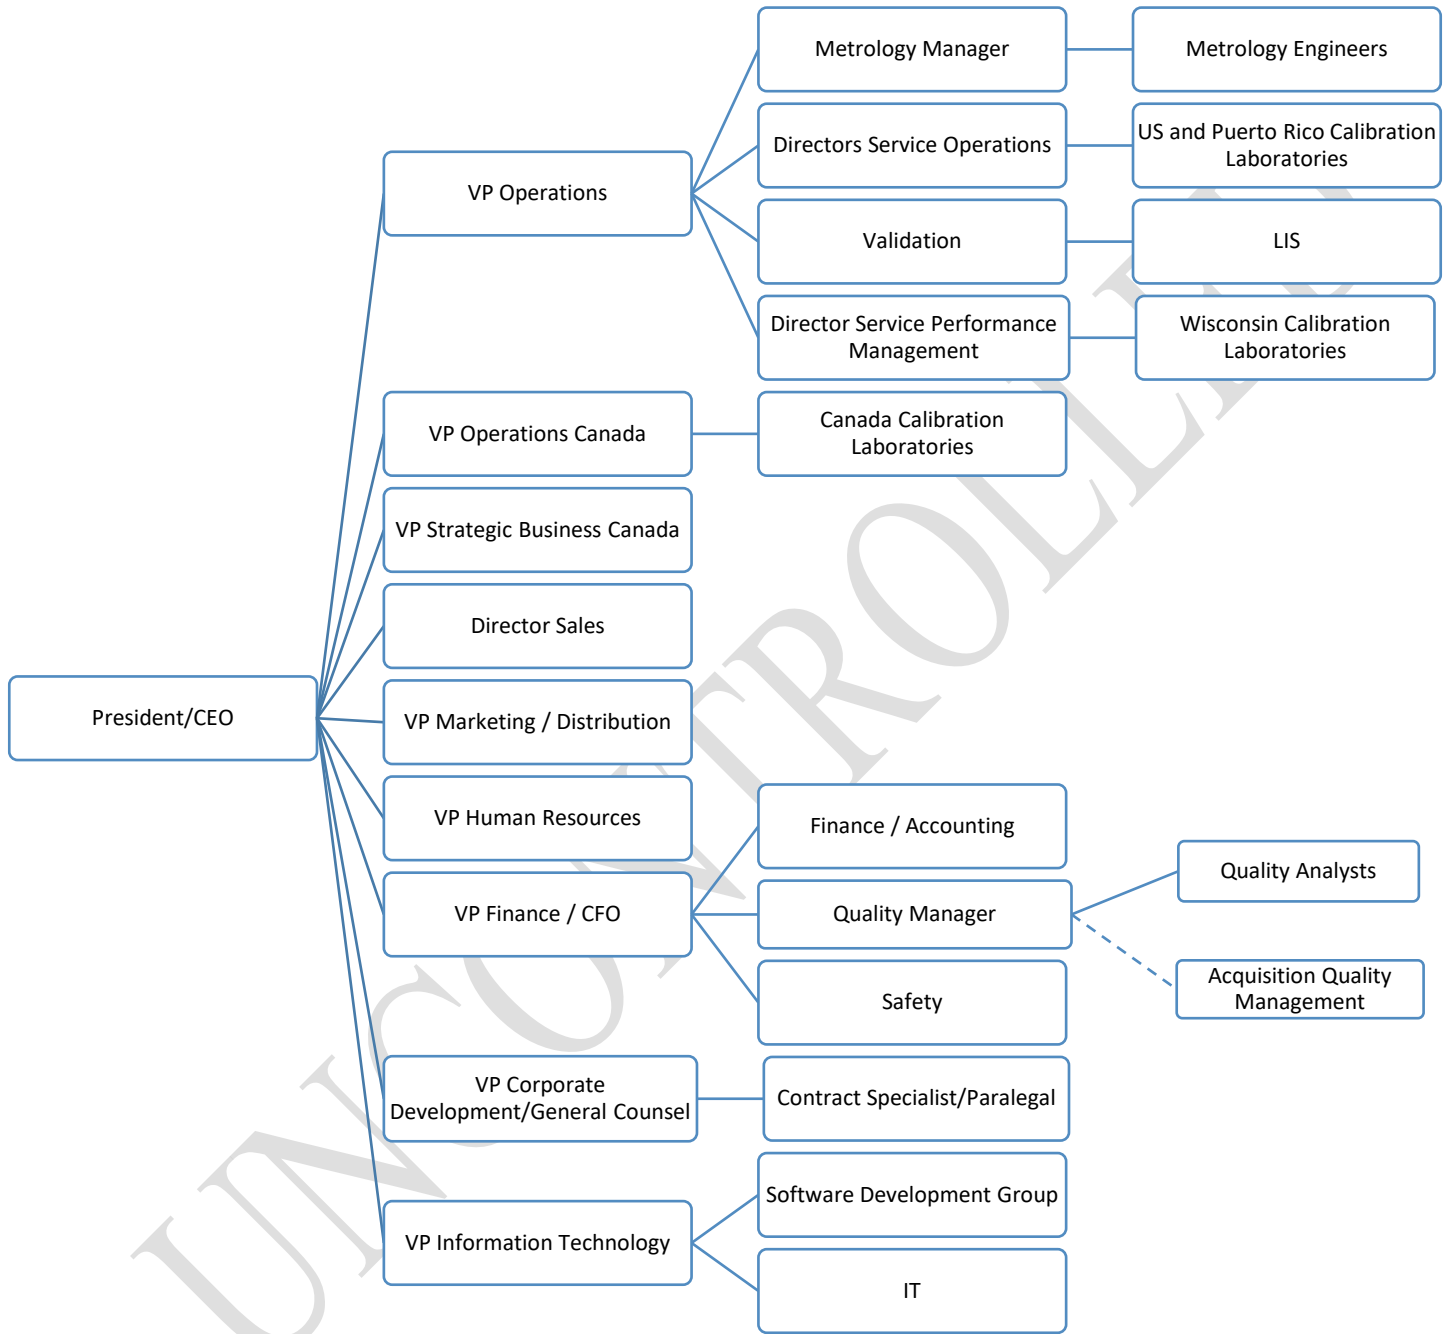 Metrology Manager
Metrology Engineers
Directors Service Operations
US and Puerto Rico Calibration
Laboratories
VP Operations
Validation
LIS
Director Service Performance
Management
Wisconsin Calibration
Laboratories
VP Operations Canada
Canada Calibration
Laboratories
VP Strategic Business Canada
Director Sales
President/CEO
VP Marketing / Distribution
VP Human Resources
Finance / Accounting
Quality Analysts
VP Finance / CFO
Quality Manager
Safety
Acquisition Quality
Management
VP Corporate
Development/General Counsel
Contract Specialist/Paralegal
Software Development Group
VP Information Technology
IT
UNCONTROLLED